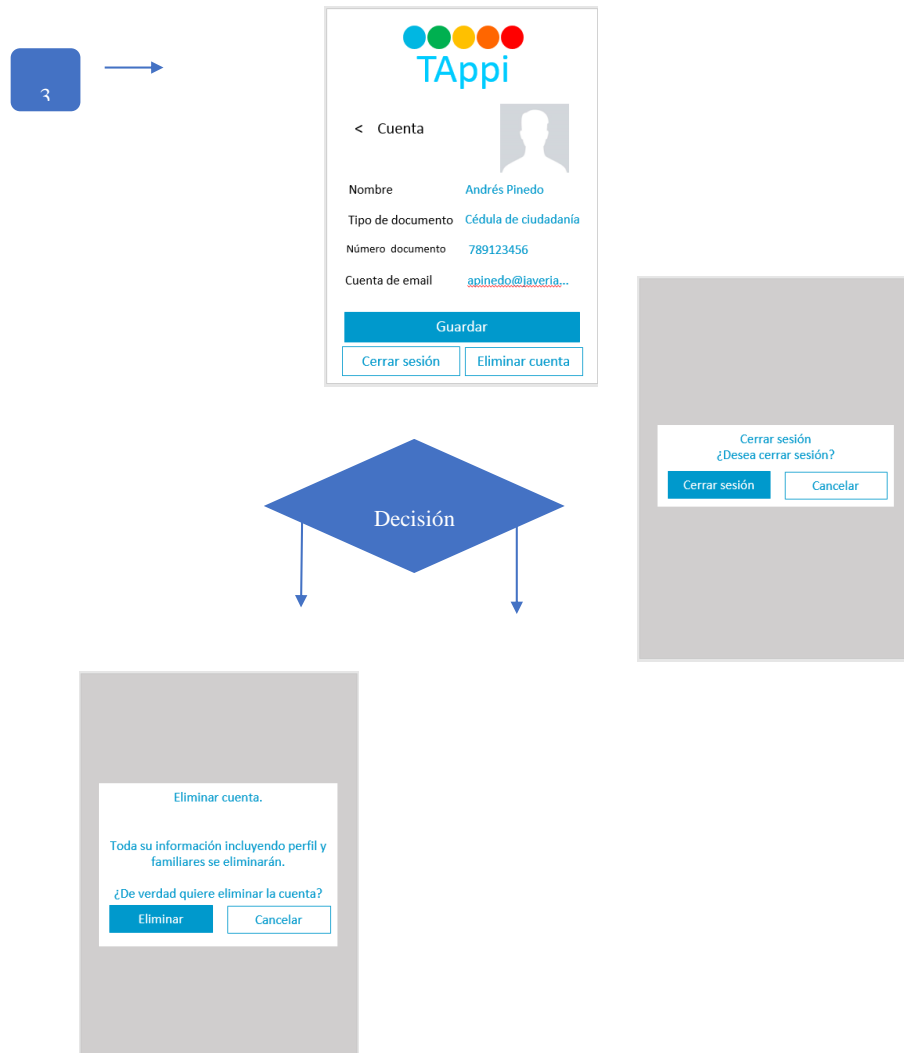 3
TAppi
< Cuenta
Nombre Andrés Pinedo
Tipo de documento Cédula de ciudadanía
Número documento 789123456
Cuenta de email apinedo@javeria...
Guardar
Cerrar sesión Eliminar cuenta
Cerrar sesión
¿Desea cerrar sesión?
Cerrar sesión Cancelar
Decisión
Eliminar cuenta.
Toda su información incluyendo perfil y
familiares se eliminarán.
¿De verdad quiere eliminar la cuenta?
Eliminar Cancelar